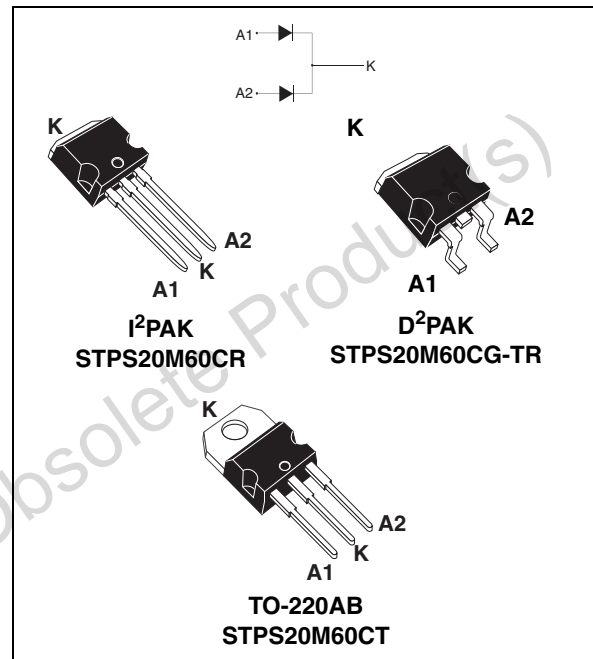 A1
K
A2
K
K
A2
K
A1
A2
A1
I²PAK
STPS20M60CR
D²PAK
STPS20M60CG-TR
K
A2
K
A1
TO-220AB
STPS20M60CT
Obsolete Product(s)